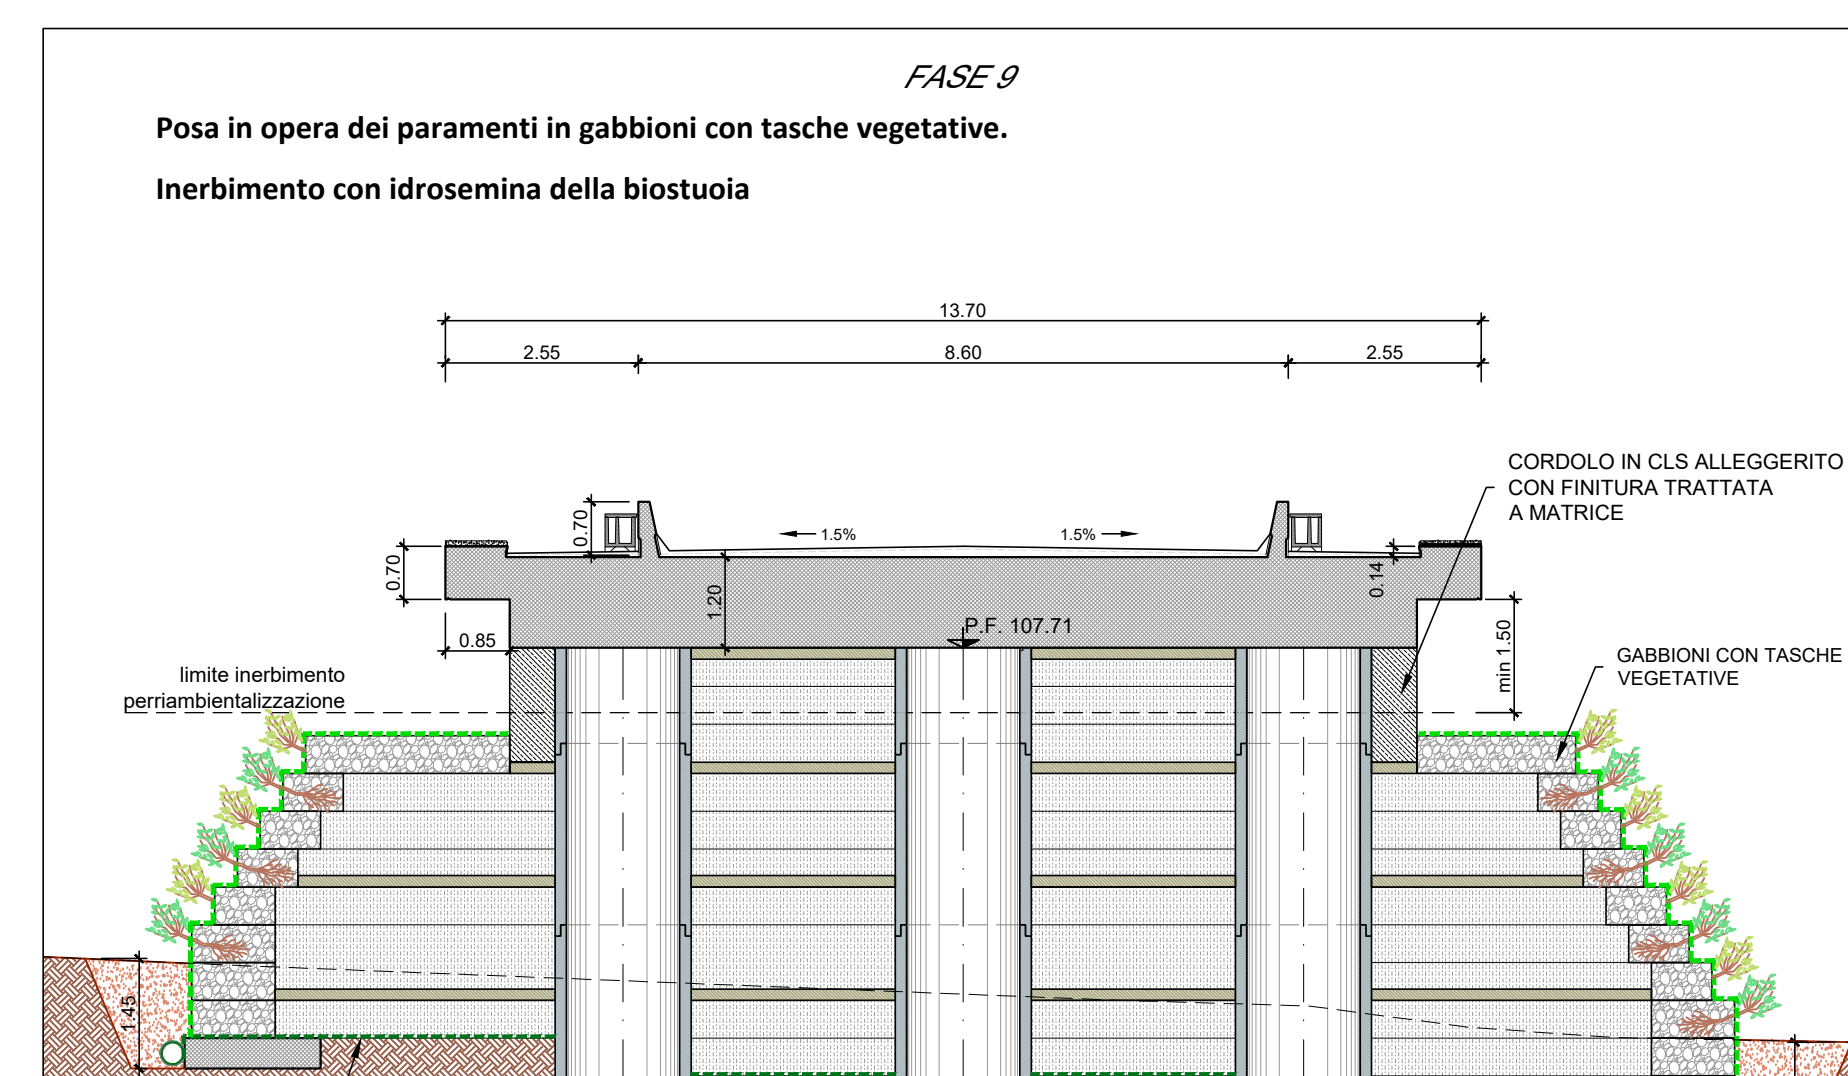 FASE 9
Posa in opera dei paramenti in gabbioni con tasche vegetative.
Inerbimento con idrosemina della biostuoia
13.70
2.55
8.60
2.55
CORDOLO IN CLS ALLEGGERITO
CON FINITURA TRATTATA
A MATRICE
0.70
1.5%
1.5%
0.70
0.14
1.20
P.F. 107.71
0.85
min 1.50
GABBIONI CON TASCHE
VEGETATIVE
limite inerbimento
perriambientalizzazione
1.45